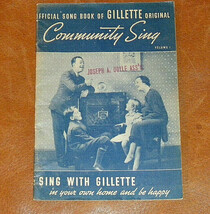 OFFICIAL SONG BOOK OF GILLETTE ORIGINAL
Community Sing
VOLUME 1
JOSEPH A. DOYLE
SING WITH GILLETTE
in your own home and be happy